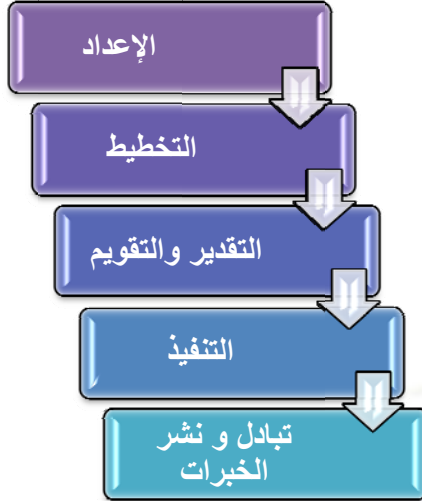 الإعداد
التخطيط
التقدير والتقويم
التنفيذ
تبادل و نشر
الخبرات